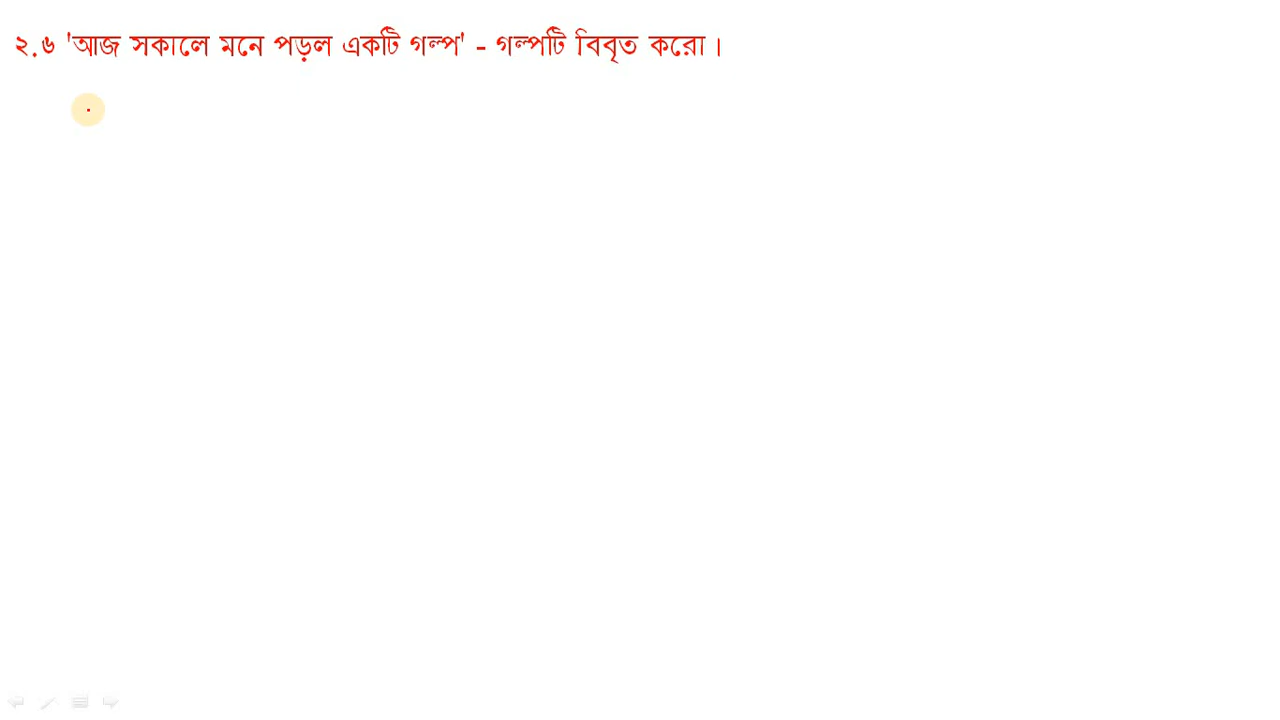 ২.৬ 'আজ সকালে মনে পড়ল একটি গল্প' - গল্পটি বিবৃত করো।